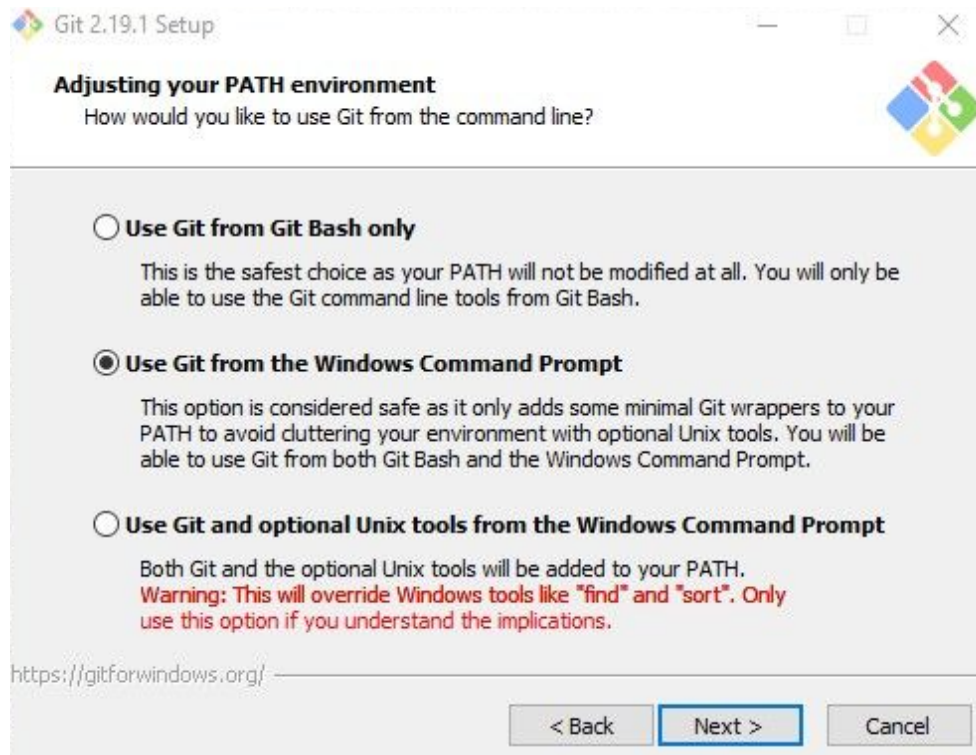 Git 2.19.1 Setup
Adjusting your PATH environment
How would you like to use Git from the command line?
Use Git from Git Bash only
This is the safest choice as your PATH will not be modified at all. You will only be
able to use the Git command line tools from Git Bash.
Use Git from the Windows Command Prompt
This option is considered safe as it only adds some minimal Git wrappers to your
PATH to avoid cluttering your environment with optional Unix tools. You will be
able to use Git from both Git Bash and the Windows Command Prompt.
Use Git and optional Unix tools from the Windows Command Prompt
Both Git and the optional Unix tools will be added to your PATH.
Warning: This will override Windows tools like "find" and "sort". Only
use this option if you understand the implications.
https://gitforwindows.org/
< Back
Next >
Cancel